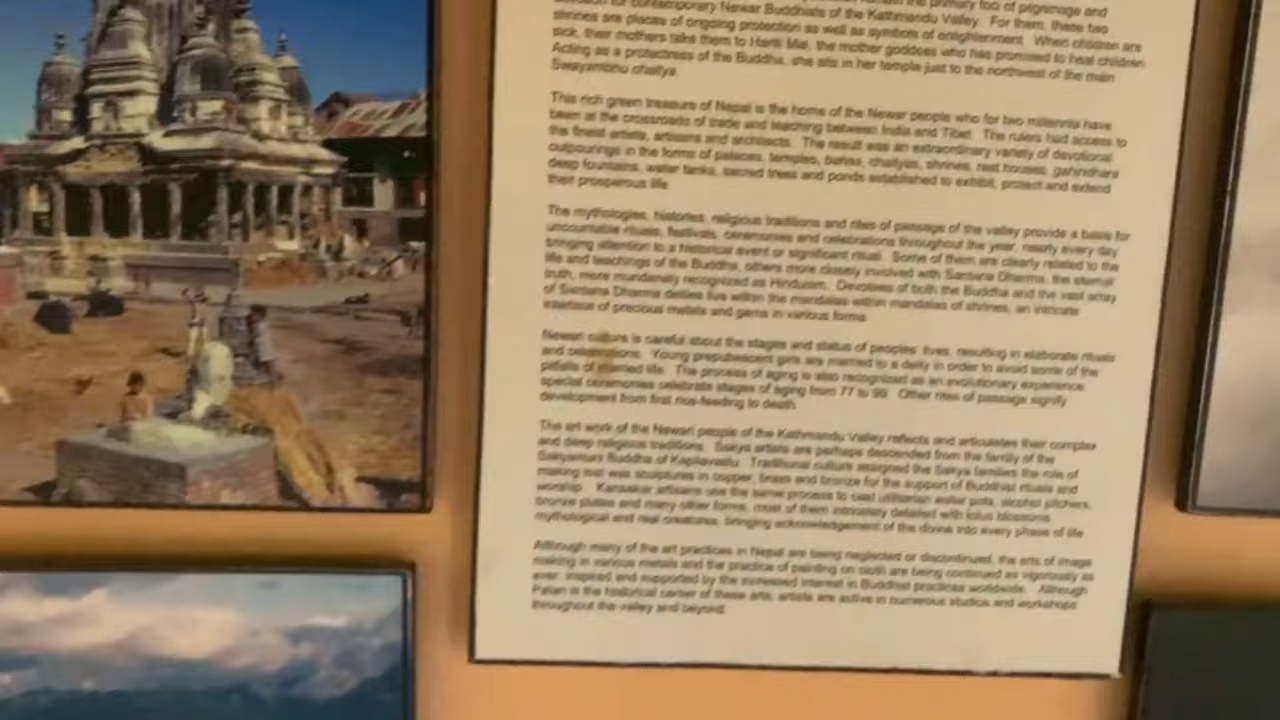 the primary foci of pilgrimage and
devotion for contemporary Newar Buddhists of the Kathmandu Valley. For them, these two
shrines are places of ongoing protection as well as symbols of enlightenment. When children are
sick, their mothers take them to Hariti Mai, the mother goddess who has promised to heal children.
Acting as a protectress of the Buddha, she sits in her temple just to the northwest of the main
Swayambhu chaitya.
This rich green treasure of Nepal is the home of the Newar people who for two millennia have
been at the crossroads of trade and teaching between India and Tibet. The rulers had access to
the finest artists, artisans and architects. The result was an extraordinary variety of devotional
outpourings in the forms of palaces, temples, bahas, chaityas, shrines, rest houses, gahindhara
deep fountains, water tanks, sacred trees and ponds established to exhibit, protect and extend
their prosperous life.
The mythologies, histories, religious traditions and rites of passage of the valley provide a basis for
uncountable rituals, festivals, ceremonies and celebrations throughout the year, nearly every day
bringing attention to a historical event or significant ritual. Some of them are clearly related to the
life and teachings of the Buddha, others more closely involved with Santana Dharma, the eternal
truth, more mundanely recognized as Hinduism. Devotees of both the Buddha and the vast array
of Santana Dharma deities live within the mandalas within mandalas of shrines, an intricate
interlace of precious metals and gems in various forms.
Newari culture is careful about the stages and status of peoples' lives, resulting in elaborate rituals
and celebrations. Young prepubescent girls are married to a deity in order to avoid some of the
pitfalls of married life. The process of aging is also recognized as an evolutionary experience;
special ceremonies celebrate stages of aging from 77 to 99. Other rites of passage signify
development from first rice-feeding to death.
The art work of the Newari people of the Kathmandu Valley reflects and articulates their complex
and deep religious traditions. Sakya artists are perhaps descended from the family of the
Sakyamuni Buddha of Kapilavastu. Traditional culture assigned the Sakya families the role of
making lost wax sculptures in copper, brass and bronze for the support of Buddhist rituals and
worship. Kansakar artisans use the same process to cast utilitarian water pots, alcohol pitchers,
bronze plates and many other forms, most of them intricately detailed with lotus blossoms,
mythological and real creatures, bringing acknowledgement of the divine into every phase of life.
Although many of the art practices in Nepal are being neglected or discontinued, the arts of image
making in various metals and the practice of painting on cloth are being continued as vigorously as
ever, inspired and supported by the increased interest in Buddhist practices worldwide. Although
Patan is the historical center of these arts, artists are active in numerous studios and workshops
throughout the valley and beyond.